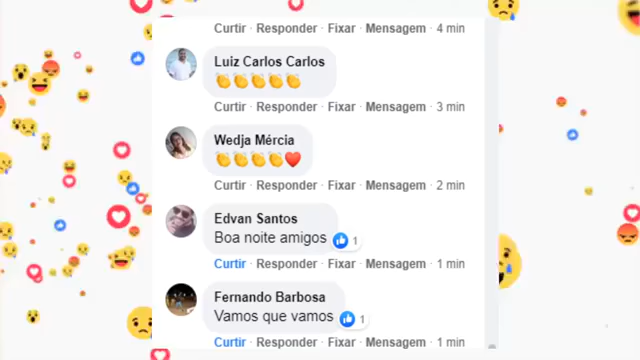 Curtir · Responder · Fixar · Mensagem · 4 min
Luiz Carlos Carlos
👏👏👏👏👏
Curtir · Responder · Fixar · Mensagem · 3 min
Wedja Mércia
👏👏👏👏❤️
Curtir · Responder · Fixar · Mensagem · 2 min
Edvan Santos
Boa noite amigos 1
Curtir · Responder · Fixar · Mensagem · 1 min
Fernando Barbosa
Vamos que vamos 1
Curtir · Responder · Fixar · Mensagem · 1 min